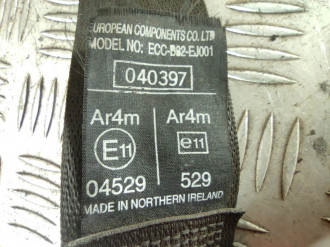 EUROPEAN COMPONENTS CO. LTD
MODEL NO: ECC-B92-EJ001
040397
Ar4m Ar4m
E11 e11
04529 529
MADE IN NORTHERN IRELAND